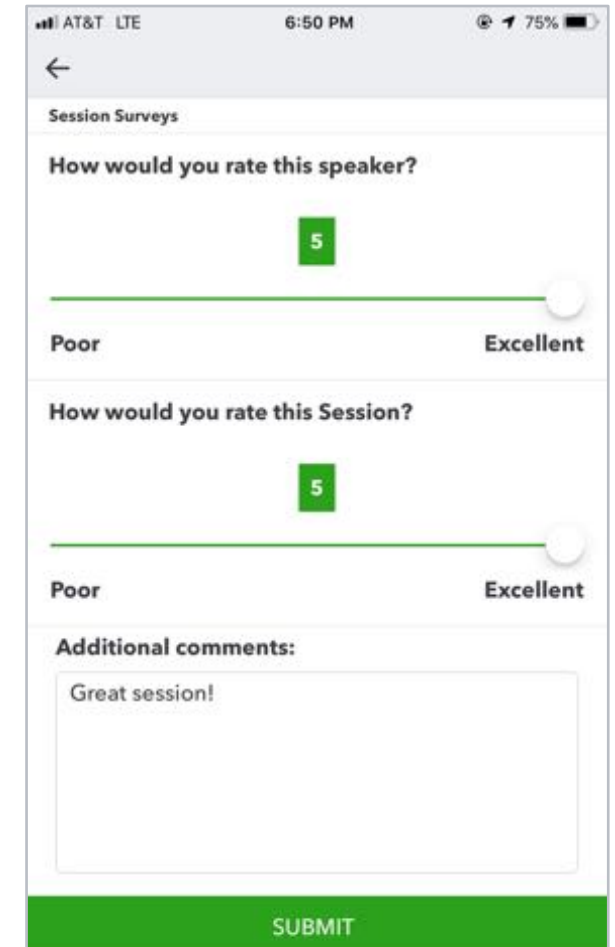 AT&T LTE 6:50 PM 75%
Session Surveys
How would you rate this speaker?
5
Poor Excellent
How would you rate this Session?
5
Poor Excellent
Additional comments:
Great session!
SUBMIT